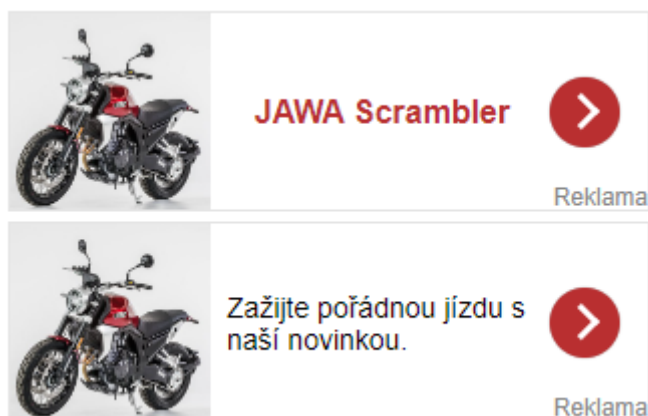 JAWA Scrambler
Reklama
Zažijte pořádnou jízdu s
naší novinkou.
Reklama